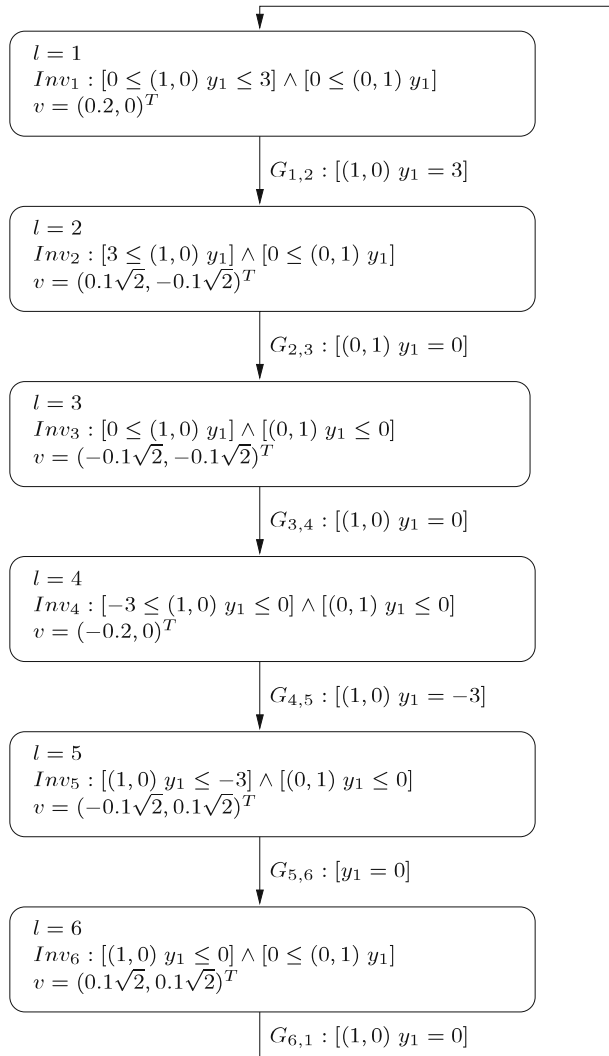 l = 1
Inv₁ : [0 ≤ (1, 0) y₁ ≤ 3] ∧ [0 ≤ (0, 1) y₁]
v = (0.2, 0)ᵀ
G₁,₂ : [(1, 0) y₁ = 3]
l = 2
Inv₂ : [3 ≤ (1, 0) y₁] ∧ [0 ≤ (0, 1) y₁]
v = (0.1√2, −0.1√2)ᵀ
G₂,₃ : [(0, 1) y₁ = 0]
l = 3
Inv₃ : [0 ≤ (1, 0) y₁] ∧ [(0, 1) y₁ ≤ 0]
v = (−0.1√2, −0.1√2)ᵀ
G₃,₄ : [(1, 0) y₁ = 0]
l = 4
Inv₄ : [−3 ≤ (1, 0) y₁ ≤ 0] ∧ [(0, 1) y₁ ≤ 0]
v = (−0.2, 0)ᵀ
G₄,₅ : [(1, 0) y₁ = −3]
l = 5
Inv₅ : [(1, 0) y₁ ≤ −3] ∧ [(0, 1) y₁ ≤ 0]
v = (−0.1√2, 0.1√2)ᵀ
G₅,₆ : [y₁ = 0]
l = 6
Inv₆ : [(1, 0) y₁ ≤ 0] ∧ [0 ≤ (0, 1) y₁]
v = (0.1√2, 0.1√2)ᵀ
G₆,₁ : [(1, 0) y₁ = 0]